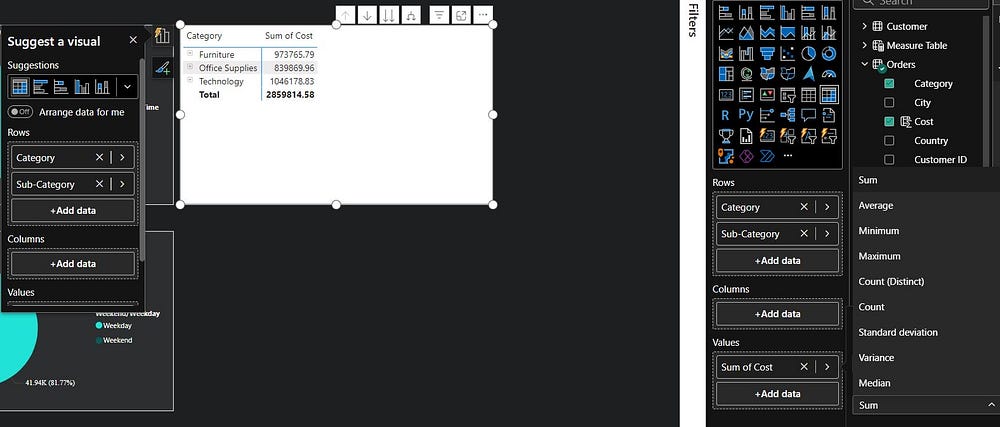 Suggest a visual
Suggestions
Off
Arrange data for me
Rows
Category
Sub-Category
+Add data
Columns
+Add data
Values
Weekend/Weekday
Weekday
Weekend
41.94K (81.77%)
Category Sum of Cost
Furniture 973765.79
Office Supplies 839869.96
Technology 1046178.83
Total 2859814.58
Filters
123
R Py
Rows
Category
Sub-Category
+Add data
Columns
+Add data
Values
Sum of Cost
+Add data
Search
Customer
Measure Table
Orders
Category
City
Cost
Country
Customer ID
Sum
Average
Minimum
Maximum
Count (Distinct)
Count
Standard deviation
Variance
Median
Sum